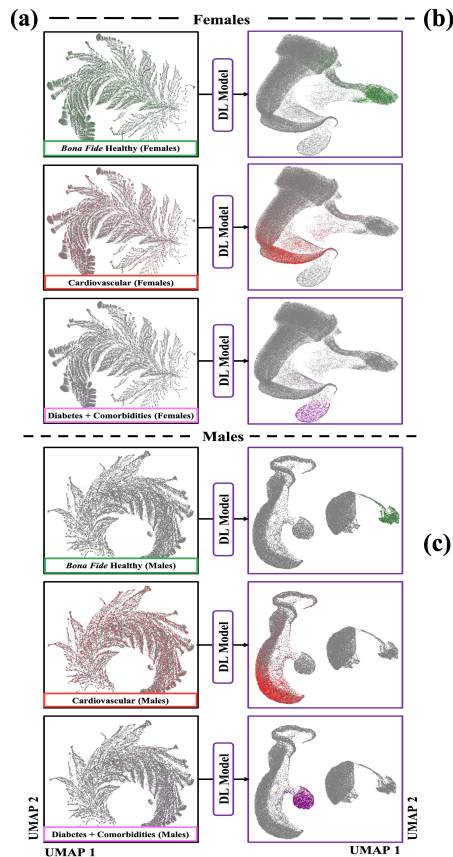 (a)
Females
(b)
DL Model
Bona Fide Healthy (Females)
DL Model
Cardiovascular (Females)
DL Model
Diabetes + Comorbidities (Females)
Males
DL Model
(c)
Bona Fide Healthy (Males)
DL Model
Cardiovascular (Males)
DL Model
Diabetes + Comorbidities (Males)
UMAP 2
UMAP 2
UMAP 1
UMAP 1